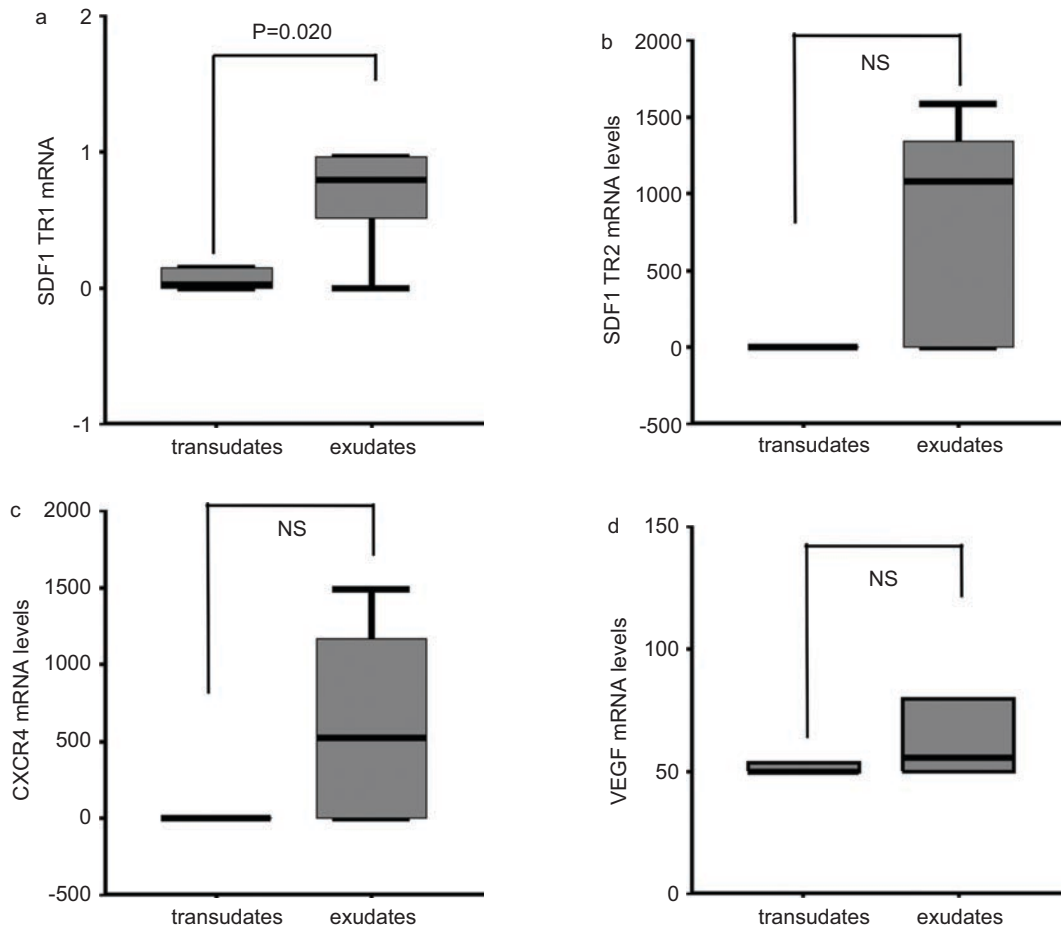 a
P=0.020
SDF1 TR1 mRNA
2
1
0
-1
transudates
exudates
b
NS
SDF1 TR2 mRNA levels
2000
1500
1000
500
0
-500
transudates
exudates
c
NS
CXCR4 mRNA levels
2000
1500
1000
500
0
-500
transudates
exudates
d
NS
VEGF mRNA levels
150
100
50
0
transudates
exudates